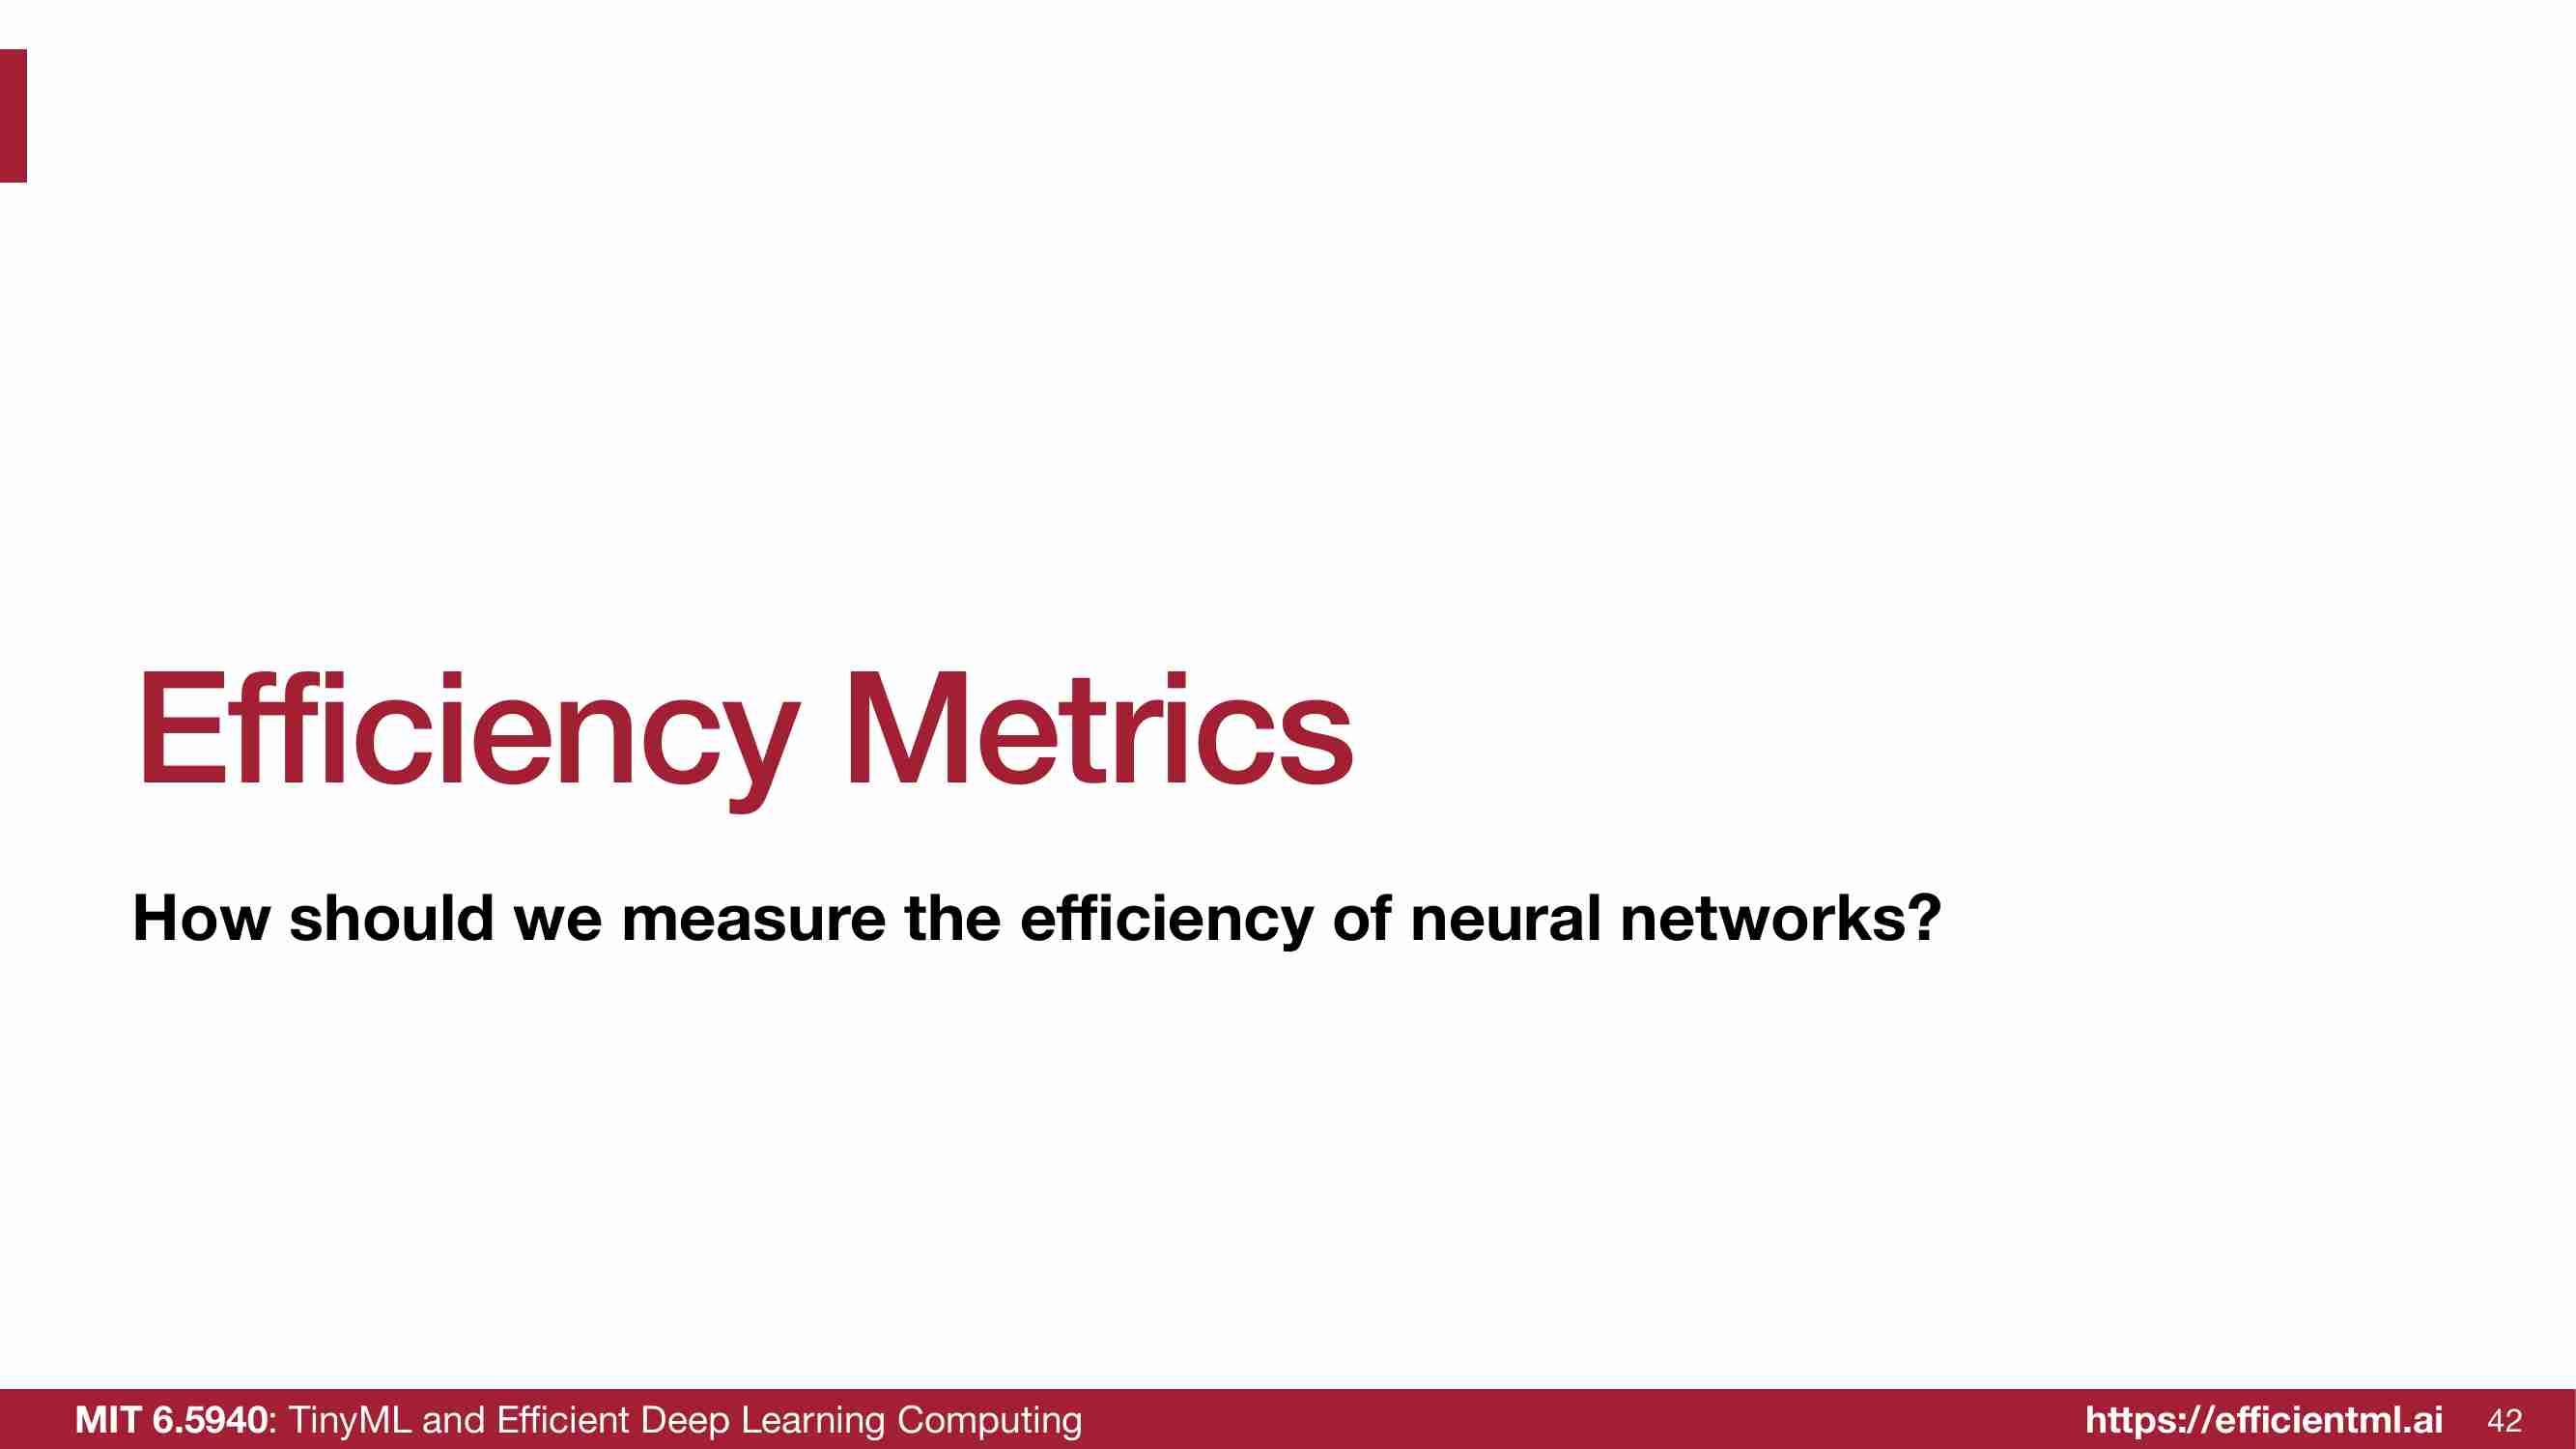 Efficiency Metrics
How should we measure the efficiency of neural networks?
MIT 6.5940: TinyML and Efficient Deep Learning Computing
https://efficientml.ai 42